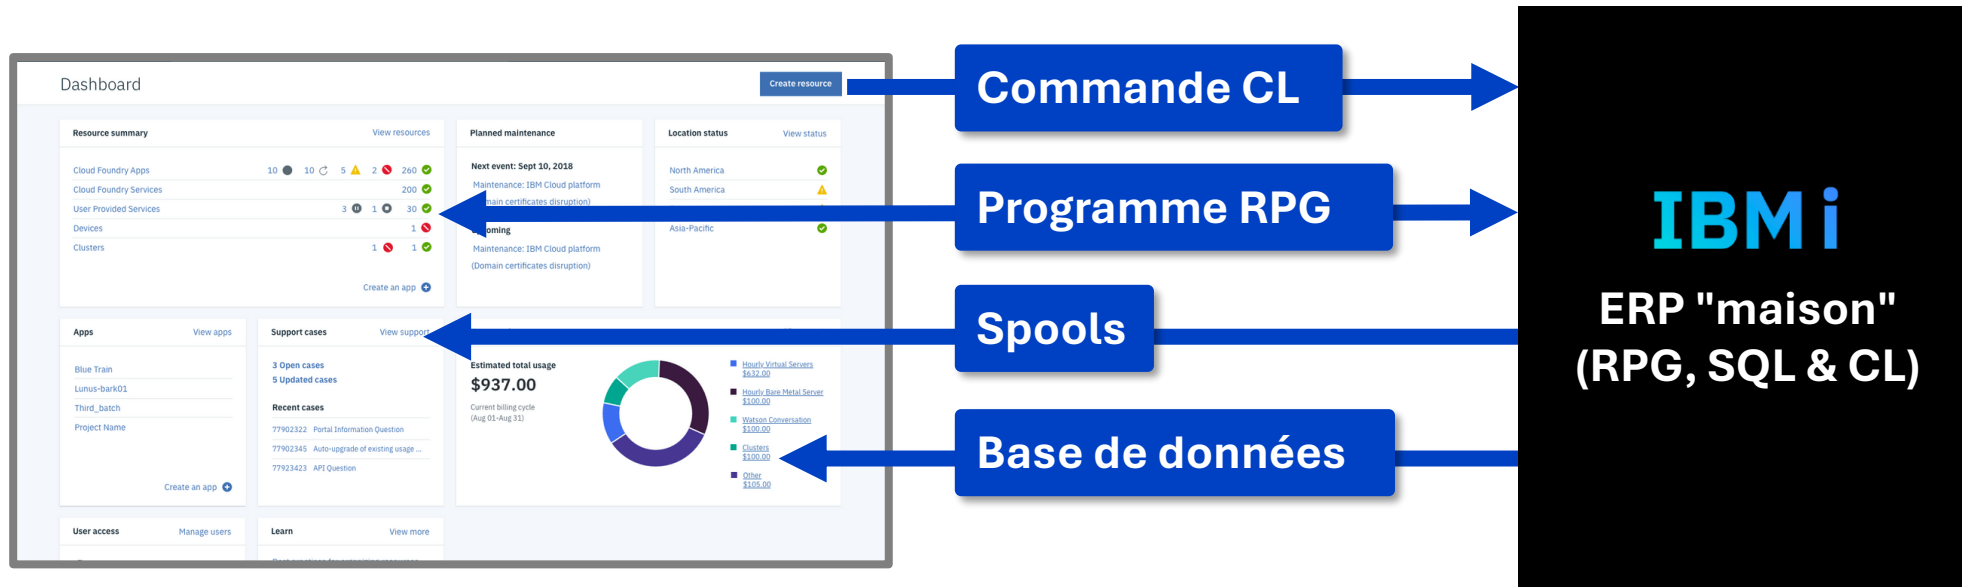 Dashboard
Create resource
Resource summary
View resources
Cloud Foundry Apps
10
10
5
2
260
Cloud Foundry Services
200
User Provided Services
3
1
30
Devices
1
Clusters
1
1
Create an app
Planned maintenance
Next event: Sept 10, 2018
Maintenance: IBM Cloud platform
main certificates disruption)
oming
Maintenance: IBM Cloud platform
(Domain certificates disruption)
Location status
View status
North America
South America
Asia-Pacific
Apps
View apps
Blue Train
Lunus-bark01
Third_batch
Project Name
Create an app
Support cases
View support
3 Open cases
5 Updated cases
Recent cases
77902322 Portal Information Question
77902345 Auto-upgrade of existing usage ...
77923423 API Question
Estimated total usage
$937.00
Current billing cycle
(Aug 01-Aug 31)
Hourly Virtual Servers
$632.00
Hourly Bare Metal Server
$100.00
Watson Conversation
$100.00
Clusters
$100.00
Other
$105.00
User access
Manage users
Learn
View more
Commande CL
Programme RPG
Spools
Base de données
IBM i
ERP "maison"
(RPG, SQL & CL)